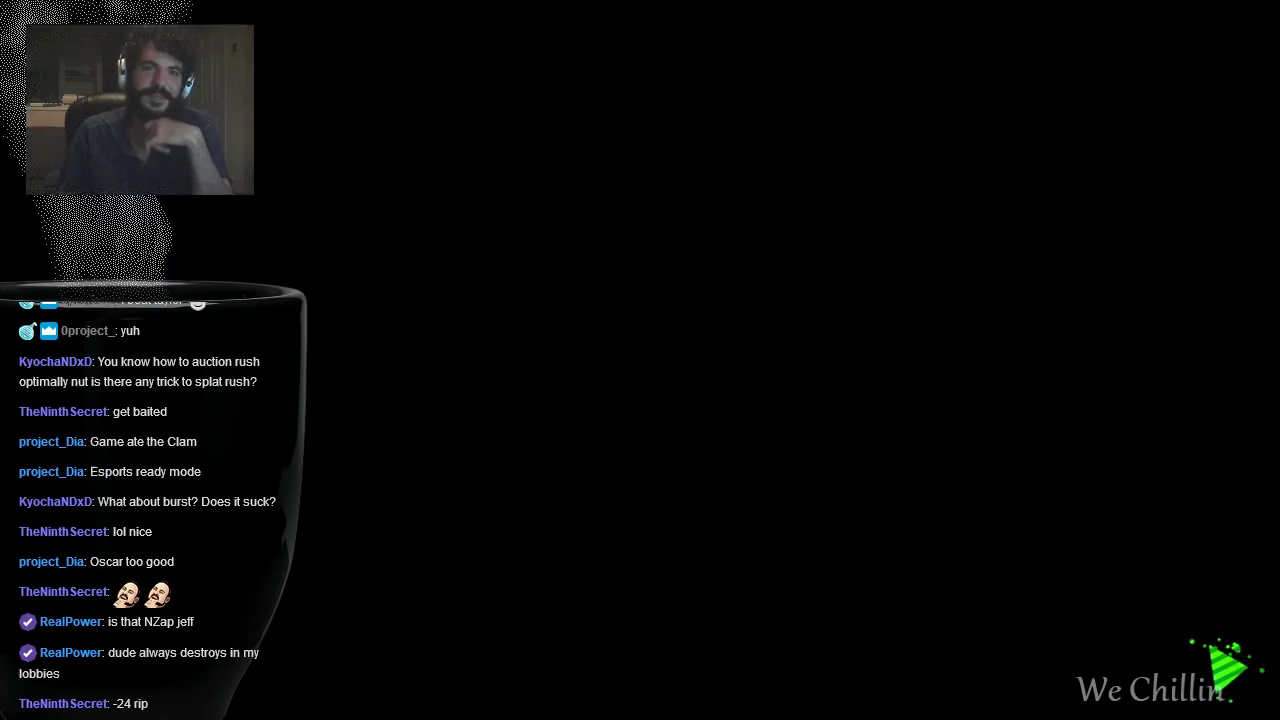 0project_: yuh
KyochaNDxD: You know how to auction rush
optimally nut is there any trick to splat rush?
TheNinthSecret: get baited
project_Dia: Game ate the Clam
project_Dia: Esports ready mode
KyochaNDxD: What about burst? Does it suck?
TheNinthSecret: lol nice
project_Dia: Oscar too good
TheNinthSecret:
RealPower: is that NZap jeff
RealPower: dude always destroys in my
lobbies
TheNinthSecret: -24 rip
We Chillin